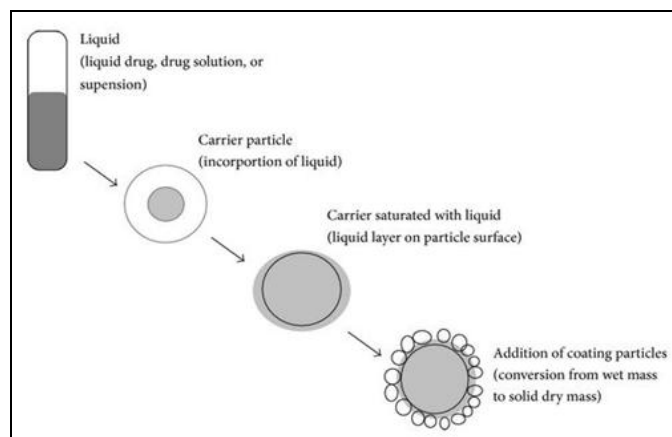 Liquid
(liquid drug, drug solution, or
supension)
Carrier particle
(incorportion of liquid)
Carrier saturated with liquid
(liquid layer on particle surface)
Addition of coating particles
(conversion from wet mass
to solid dry mass)